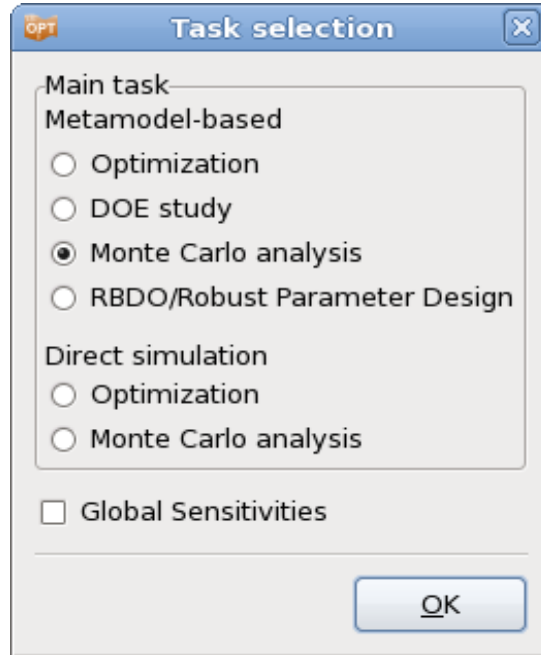 OPT Task selection
Main task
Metamodel-based
Optimization
DOE study
Monte Carlo analysis
RBDO/Robust Parameter Design
Direct simulation
Optimization
Monte Carlo analysis
Global Sensitivities
OK